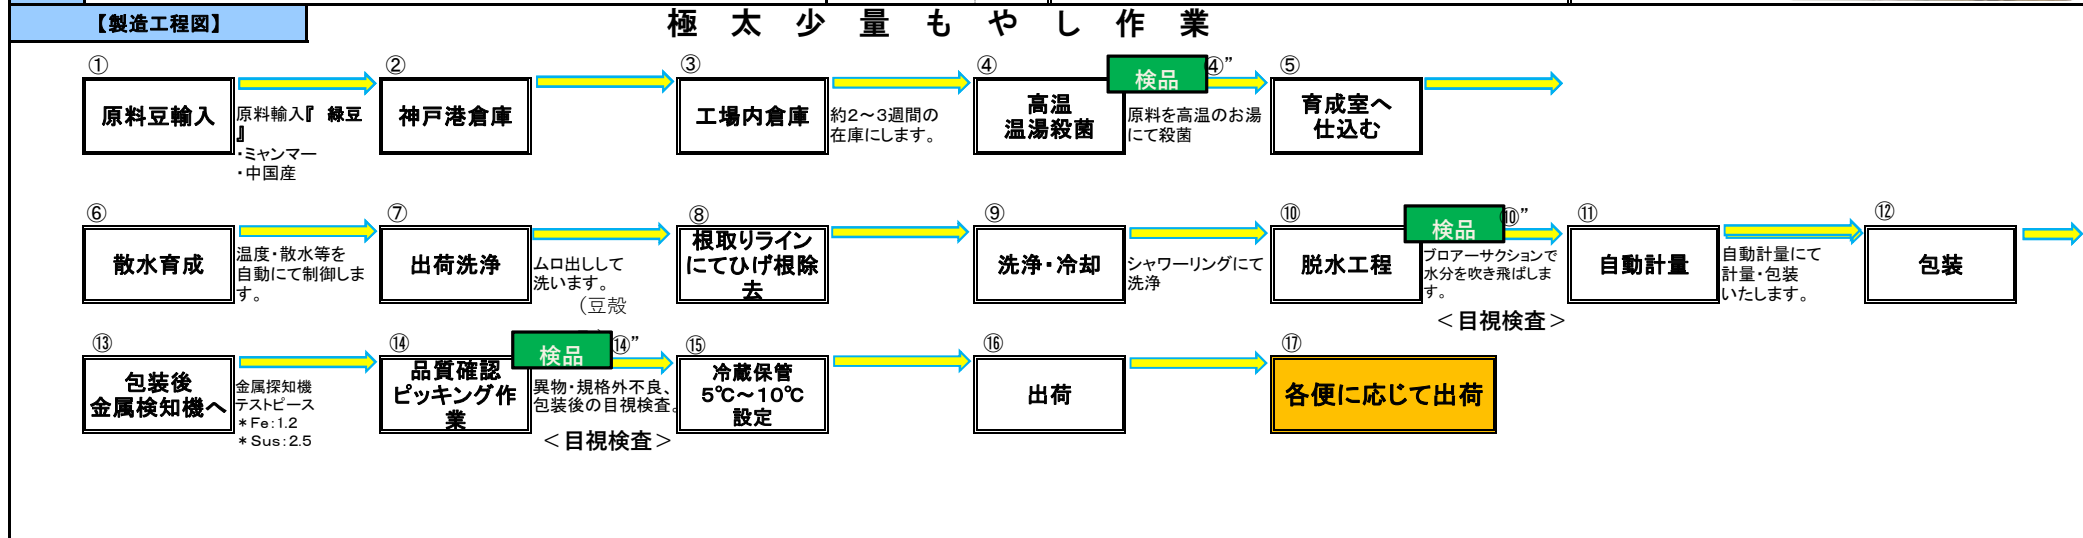 【製造工程図】
極太少量もやし作業
①
原料豆輸入
原料輸入『 緑豆
』
・ミャンマー
・中国産
②
神戸港倉庫
③
工場内倉庫
約2～3週間の
在庫にします。
④
高温
温湯殺菌
検品
④”
原料を高温のお湯
にて殺菌
⑤
育成室へ
仕込む
⑥
散水育成
温度・散水等を
自動にて制御しま
す。
⑦
出荷洗浄
ムロ出しして
洗います。
（豆殻
⑧
根取りライン
にてひげ根除
去
⑨
洗浄・冷却
シャワーリングにて
洗浄
⑩
脱水工程
検品
⑩”
ブロアーサクションで
水分を吹き飛ばしま
す。
＜目視検査＞
⑪
自動計量
自動計量にて
計量・包装
いたします。
⑫
包装
⑬
包装後
金属検知機へ
金属探知機
テストピース
＊Fe：1.2
＊Sus：2.5
⑭
品質確認
ピッキング作
業
検品
⑭”
異物・規格外不良、
包装後の目視検査。
＜目視検査＞
⑮
冷蔵保管
5℃～10℃
設定
⑯
出荷
⑰
各便に応じて出荷